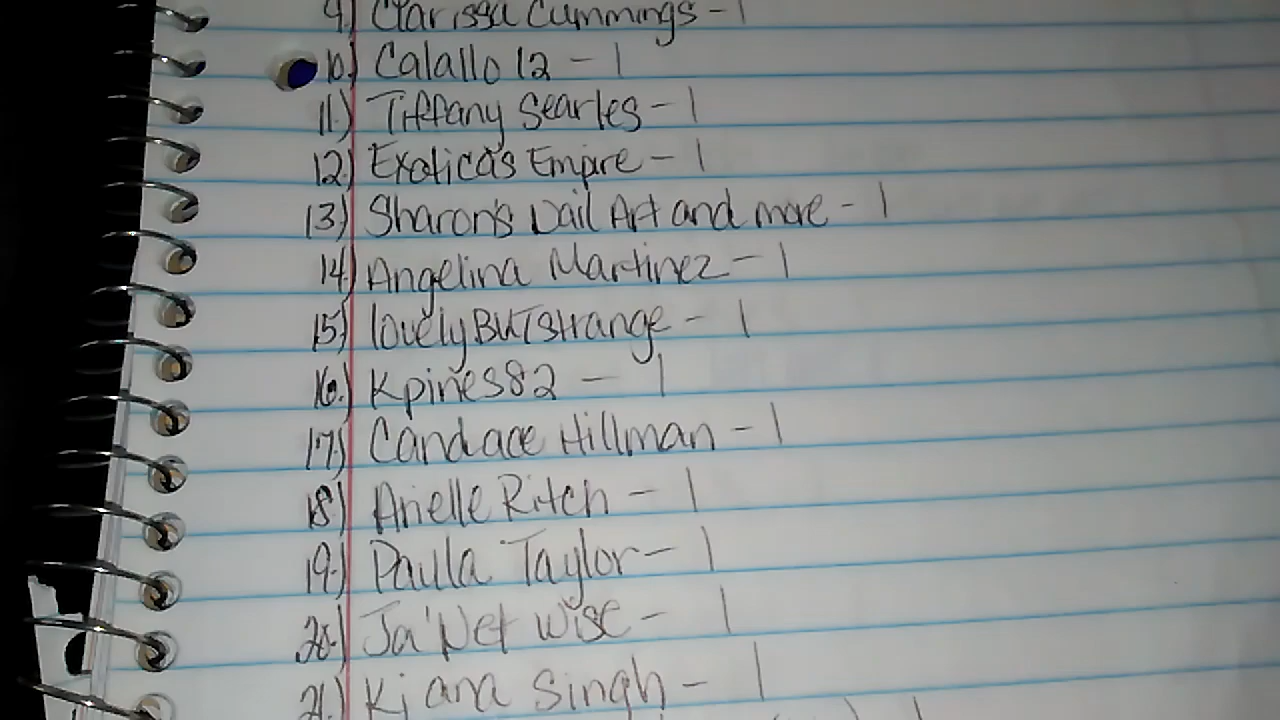 9.) Clarissa Cummings - 1
10.) Calallo 12 - 1
11.) Tiffany Searles - 1
12.) Exotica's Empire - 1
13.) Sharon's Nail Art and more - 1
14.) Angelina Martinez - 1
15.) lovelyBUTStrange - 1
16.) Kpines82 - 1
17.) Candace Hillman - 1
18.) Arielle Ritch - 1
19.) Paula Taylor - 1
20.) Ja'Net Wise - 1
21.) Kiana Singh - 1